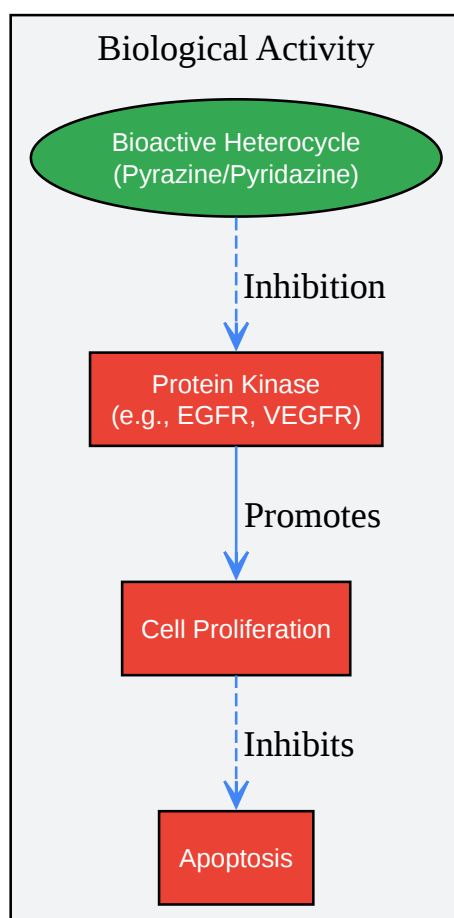 Biological Activity
Bioactive Heterocycle
(Pyrazine/Pyridazine)
Inhibition
Protein Kinase
(e.g., EGFR, VEGFR)
Promotes
Cell Proliferation
Inhibits
Apoptosis